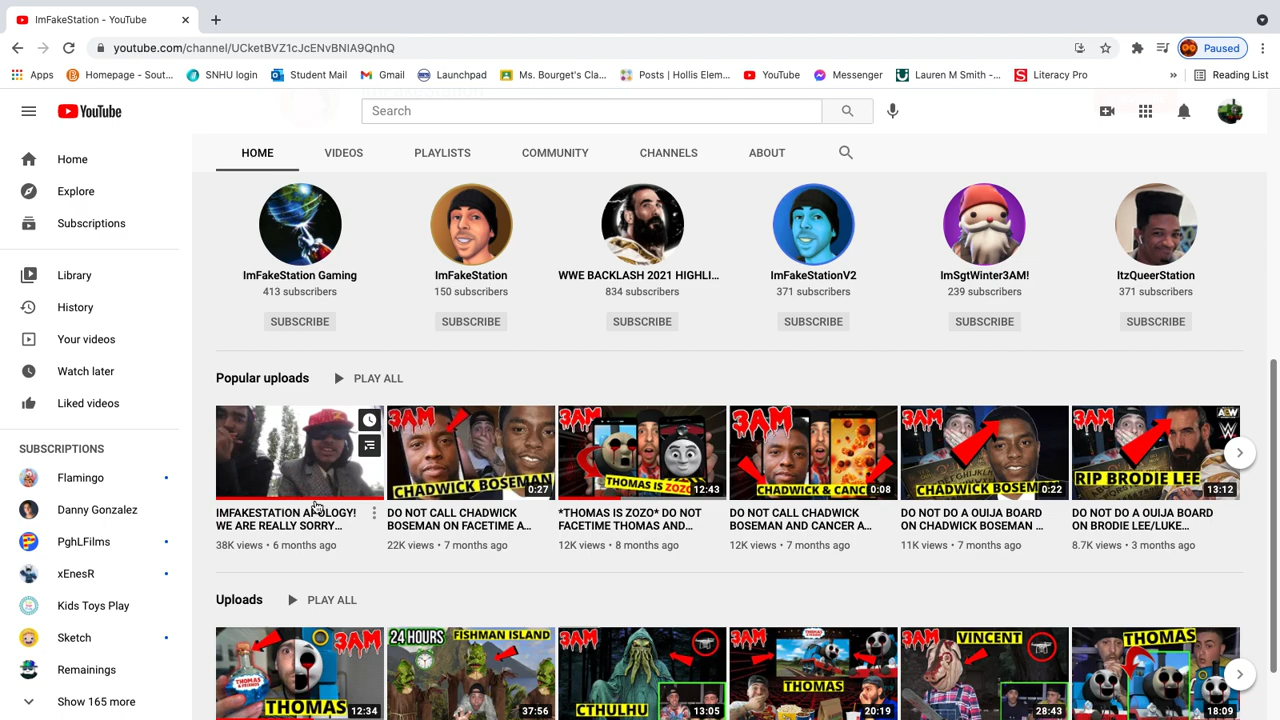 ImFakeStation - YouTube
youtube.com/channel/UCketBVZ1cJcENvBNIA9QnhQ
Paused
Apps
Homepage - Sout...
SNHU login
Student Mail
Gmail
Launchpad
Ms. Bourget's Cla...
Posts | Hollis Elem...
YouTube
Messenger
Lauren M Smith -...
Literacy Pro
»
Reading List
YouTube
Search
Home
Explore
Subscriptions
Library
History
Your videos
Watch later
Liked videos
SUBSCRIPTIONS
Flamingo
Danny Gonzalez
PghLFilms
xEnesR
Kids Toys Play
Sketch
Remainings
Show 165 more
HOME VIDEOS PLAYLISTS COMMUNITY CHANNELS ABOUT
ImFakeStation Gaming
413 subscribers
SUBSCRIBE
ImFakeStation
150 subscribers
SUBSCRIBE
WWE BACKLASH 2021 HIGHLI...
834 subscribers
SUBSCRIBE
ImFakeStationV2
371 subscribers
SUBSCRIBE
ImSgtWinter3AM!
239 subscribers
SUBSCRIBE
ItzQueerStation
371 subscribers
SUBSCRIBE
Popular uploads PLAY ALL
IMFAKESTATION APOLOGY!
WE ARE REALLY SORRY...
38K views • 6 months ago
3AM
CHADWICK BOSEMAN
0:27
DO NOT CALL CHADWICK
BOSEMAN ON FACETIME A...
22K views • 7 months ago
3AM
THOMAS IS ZOZO
12:43
*THOMAS IS ZOZO* DO NOT
FACETIME THOMAS AND...
12K views • 8 months ago
3AM
CHADWICK & CANC
0:08
DO NOT CALL CHADWICK
BOSEMAN AND CANCER A...
12K views • 7 months ago
3AM
CHADWICK BOSEM
0:22
DO NOT DO A OUIJA BOARD
ON CHADWICK BOSEMAN ...
11K views • 7 months ago
3AM
AEW
RIP BRODIE LEE
13:12
DO NOT DO A OUIJA BOARD
ON BRODIE LEE/LUKE...
8.7K views • 3 months ago
Uploads PLAY ALL
3AM
THOMAS
12:34
24 HOURS
FISHMAN ISLAND
37:56
3AM
CTHULHU
13:05
3AM
THOMAS
20:19
3AM
VINCENT
28:43
THOMAS
18:09